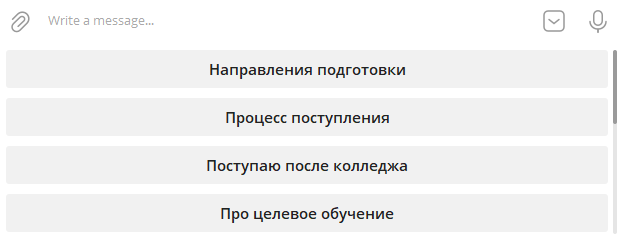 Write a message...
Направления подготовки
Процесс поступления
Поступаю после колледжа
Про целевое обучение